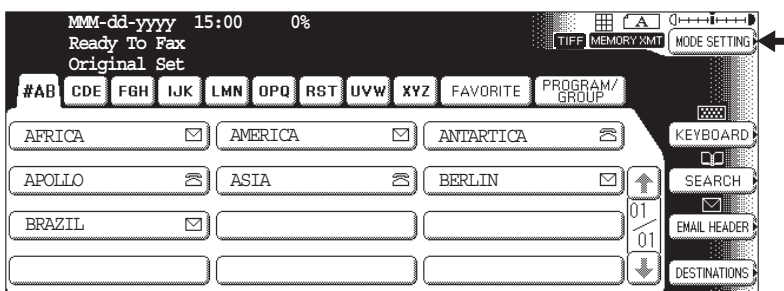 MMM-dd-yyyy 15:00 0%
A
Ready To Fax
TIFF MEMORY XMT MODE SETTING
Original Set
#AB CDE FGH IJK LMN OPQ RST UVW XYZ FAVORITE PROGRAM/
GROUP
AFRICA AMERICA ANTARTICA KEYBOARD
APOLLO ASIA BERLIN SEARCH
BRAZIL 01/01 EMAIL HEADER
DESTINATIONS